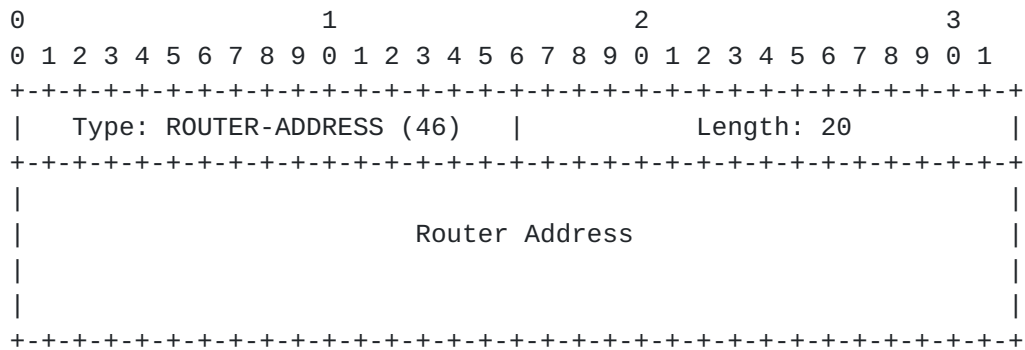 0                   1                   2                   3
0 1 2 3 4 5 6 7 8 9 0 1 2 3 4 5 6 7 8 9 0 1 2 3 4 5 6 7 8 9 0 1
+-+-+-+-+-+-+-+-+-+-+-+-+-+-+-+-+-+-+-+-+-+-+-+-+-+-+-+-+-+-+-+-+
|   Type: ROUTER-ADDRESS (46)   |           Length: 20          |
+-+-+-+-+-+-+-+-+-+-+-+-+-+-+-+-+-+-+-+-+-+-+-+-+-+-+-+-+-+-+-+-+
|                                                               |
|                         Router Address                        |
|                                                               |
|                                                               |
+-+-+-+-+-+-+-+-+-+-+-+-+-+-+-+-+-+-+-+-+-+-+-+-+-+-+-+-+-+-+-+-+